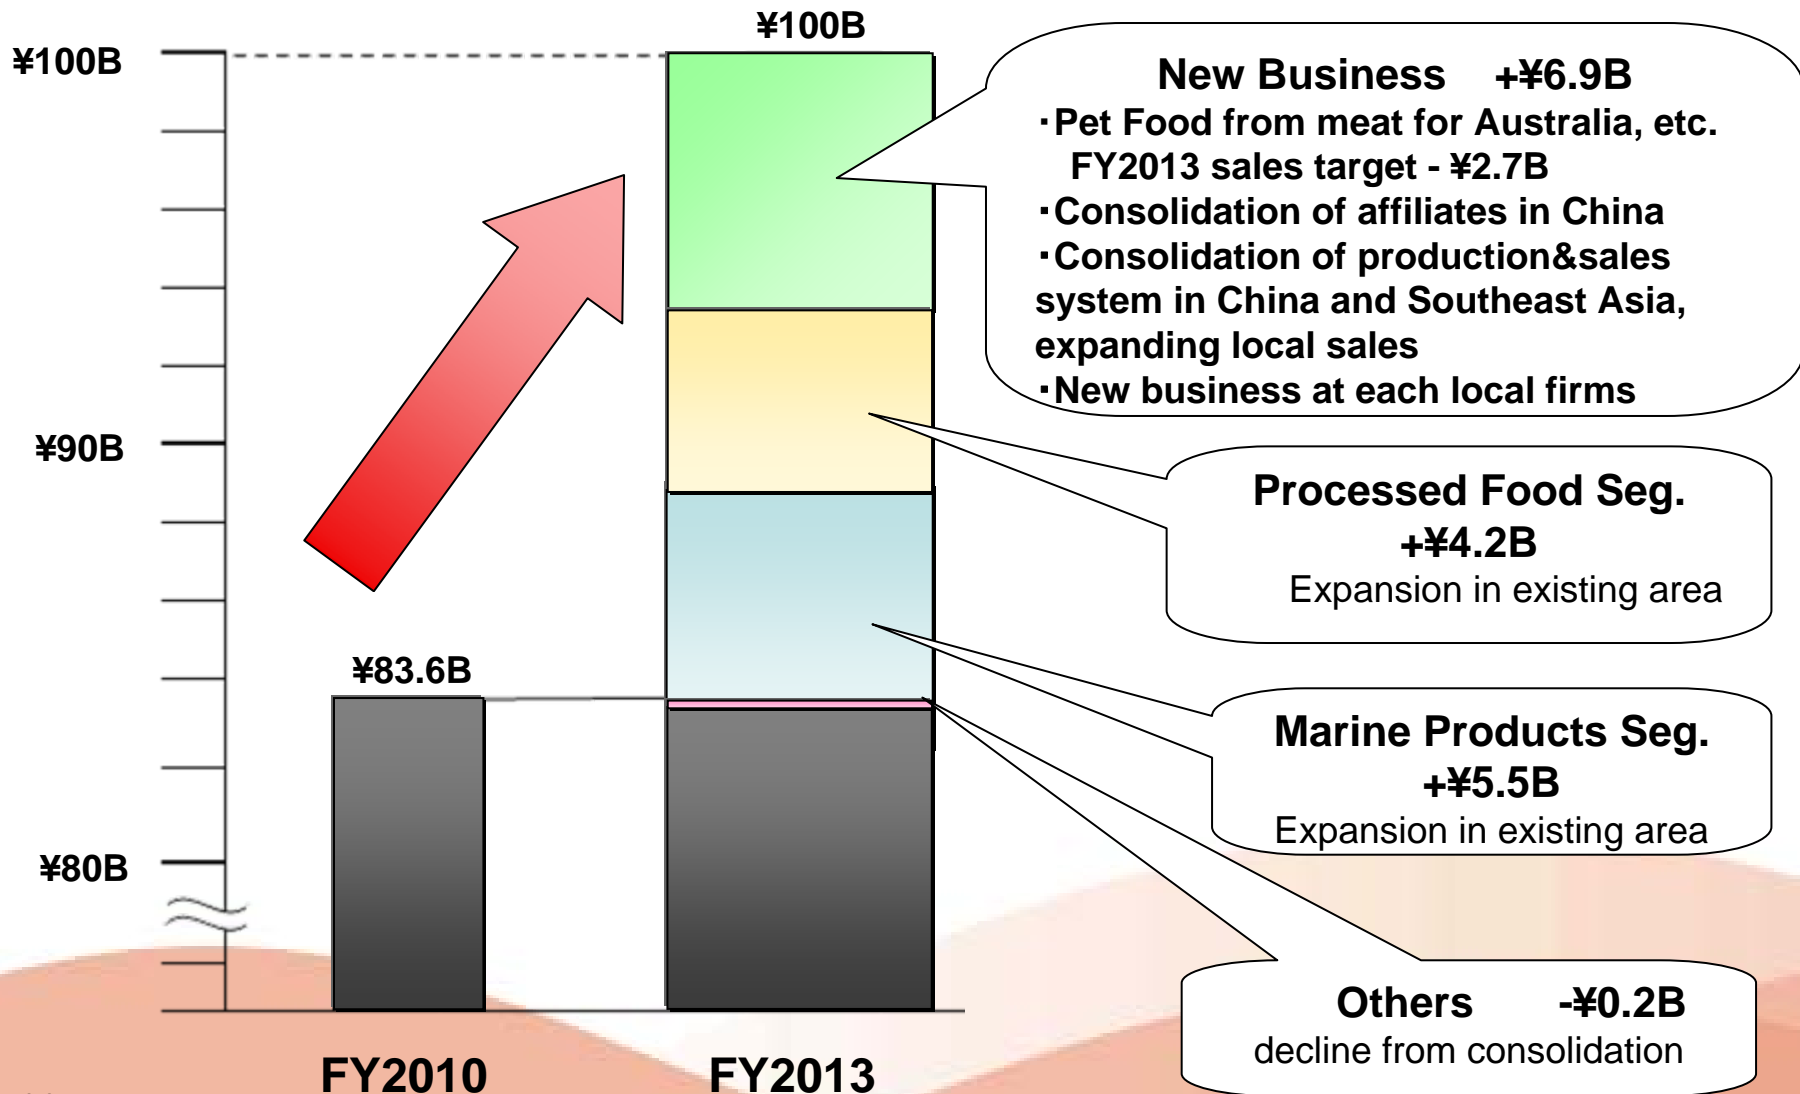 ¥100B
¥100B
New Business +¥6.9B
・Pet Food from meat for Australia, etc.
FY2013 sales target - ¥2.7B
・Consolidation of affiliates in China
・Consolidation of production&sales
system in China and Southeast Asia,
expanding local sales
・New business at each local firms
¥90B
Processed Food Seg.
+¥4.2B
Expansion in existing area
¥83.6B
Marine Products Seg.
+¥5.5B
Expansion in existing area
¥80B
Others -¥0.2B
decline from consolidation
FY2010 FY2013